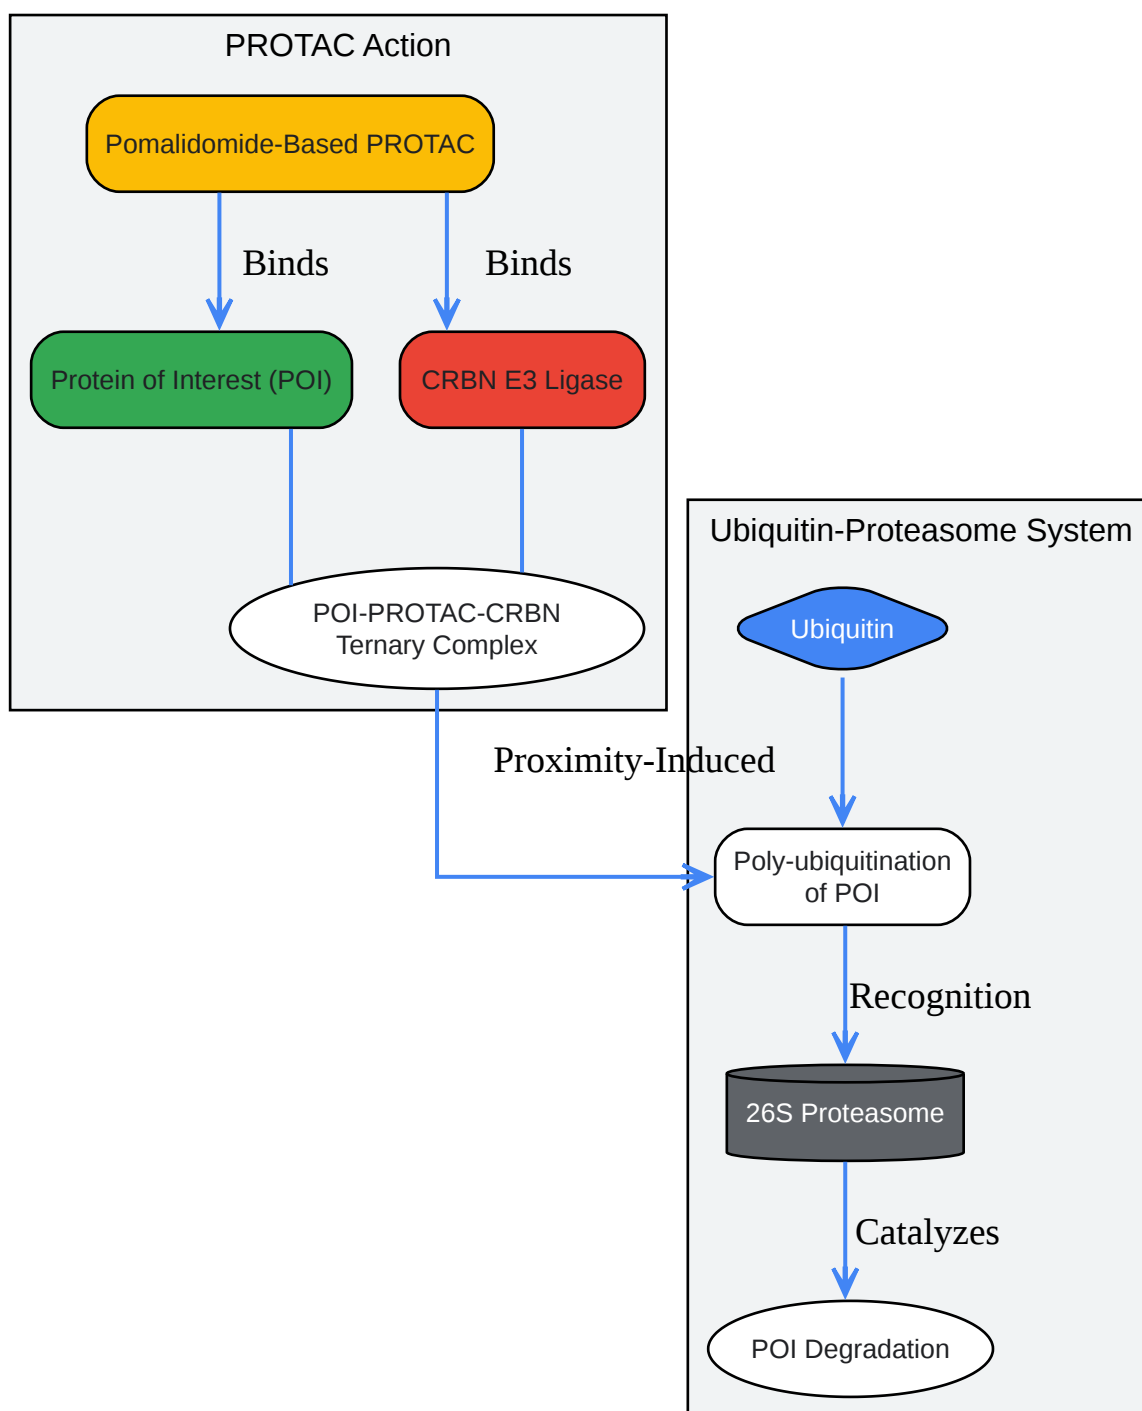 PROTAC Action
Pomalidomide-Based PROTAC
Binds
Binds
Protein of Interest (POI)
CRBN E3 Ligase
POI-PROTAC-CRBN
Ternary Complex
Ubiquitin-Proteasome System
Ubiquitin
Proximity-Induced
Poly-ubiquitination
of POI
Recognition
26S Proteasome
Catalyzes
POI Degradation